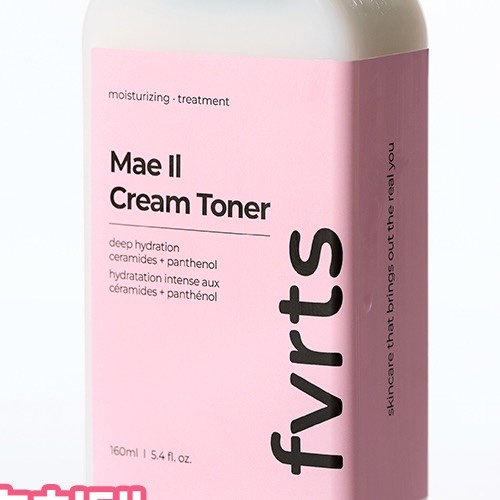 moisturizing · treatment
Mae Il
Cream Toner
deep hydration
ceramides + panthenol
hydratation intense aux
céramides + panthénol
160ml | 5.4 fl. oz.
fvrts
skincare that brings out the real you